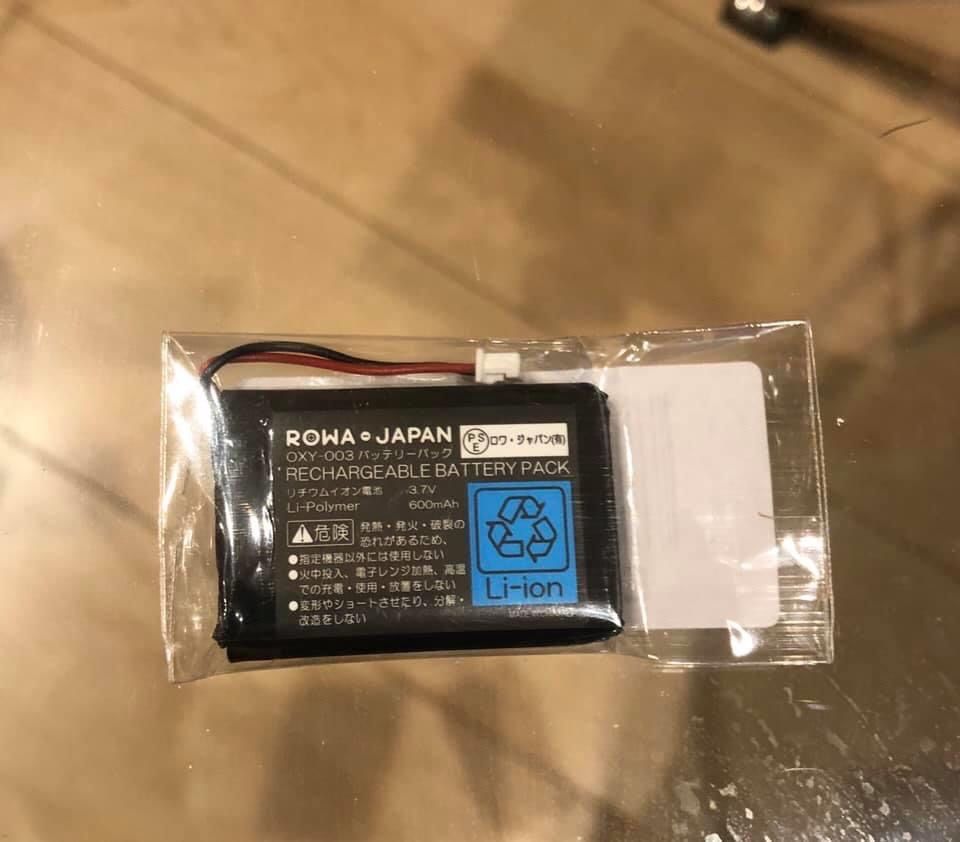 ROWA JAPAN
PSE ロワ・ジャパン(有)
OXY-003 バッテリーパック
RECHARGEABLE BATTERY PACK
リチウムイオン電池 3.7V
Li-Polymer 600mAh
危険 発熱・発火・破裂の
恐れがあるため、
●指定機器以外には使用しない
●火中投入、電子レンジ加熱、高温
での充電・使用・放置をしない
●変形やショートさせたり、分解・
改造をしない
Li-ion